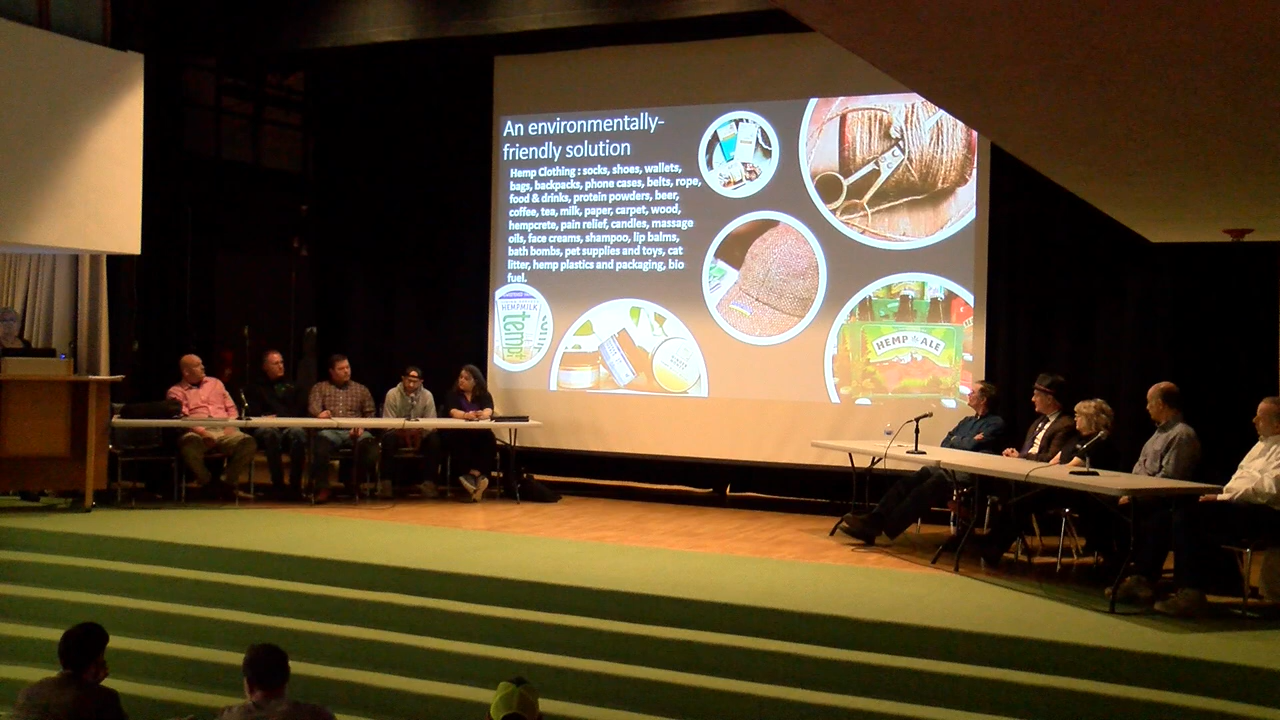 An environmentally-
friendly solution
Hemp Clothing : socks, shoes, wallets,
bags, backpacks, phone cases, belts, rope,
food & drinks, protein powders, beer,
coffee, tea, milk, paper, carpet, wood,
hempcrete, pain relief, candles, massage
oils, face creams, shampoo, lip balms,
bath bombs, pet supplies and toys, cat
litter, hemp plastics and packaging, bio
fuel.
HEMPMILK
tempt
HEMP ALE